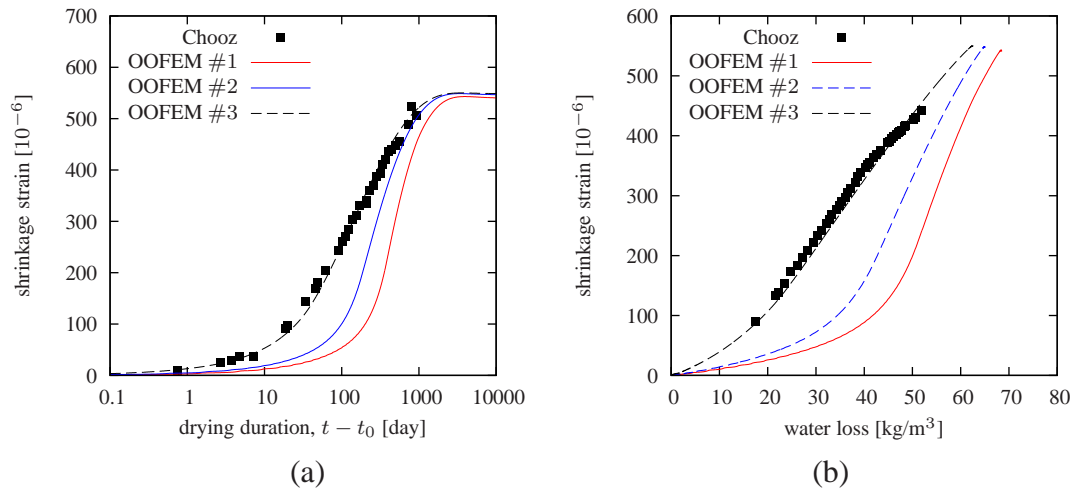 700
600
500
400
300
200
100
0
0.1 1 10 100 1000 10000
shrinkage strain [10⁻⁶]
drying duration, t − t₀ [day]
Chooz
OOFEM #1
OOFEM #2
OOFEM #3
(a)
600
500
400
300
200
100
0
0 10 20 30 40 50 60 70 80
shrinkage strain [10⁻⁶]
water loss [kg/m³]
Chooz
OOFEM #1
OOFEM #2
OOFEM #3
(b)